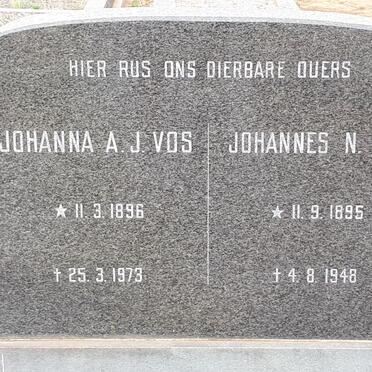 HIER RUS ONS DIERBARE OUERS
JOHANNA A. J. VOS
★ 11. 3. 1896
✝ 25. 3. 1973
JOHANNES N.
★ 11. 9. 1895
✝ 4. 8. 1948